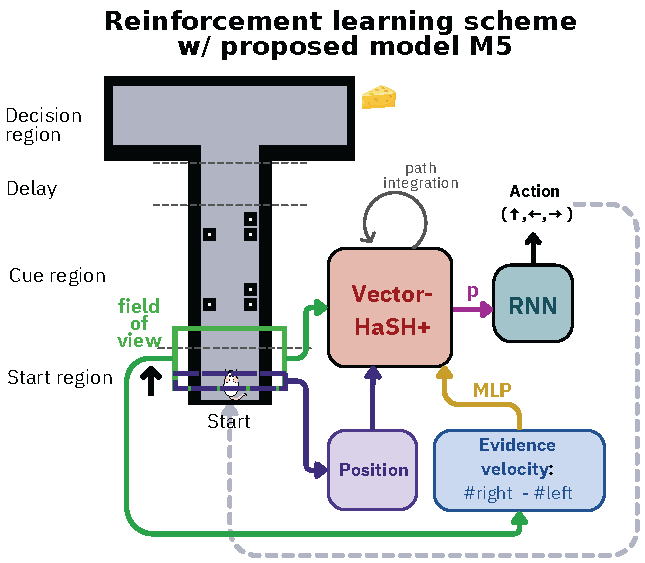 Reinforcement learning scheme
w/ proposed model M5
Decision
region
Delay
Cue region
field
of
view
Start region
Start
path
integration
Vector-
HaSH+
p
RNN
Action
(↑,←,→)
MLP
Position
Evidence
velocity:
#right - #left